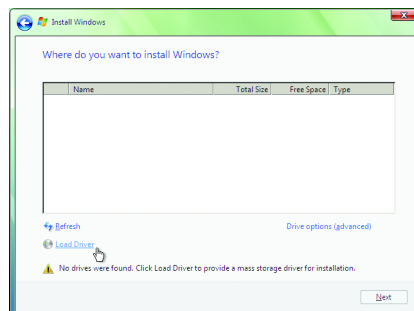 Install Windows
Where do you want to install Windows?
Name Total Size Free Space Type
Refresh Drive options (advanced)
Load Driver
No drives were found. Click Load Driver to provide a mass storage driver for installation.
Next